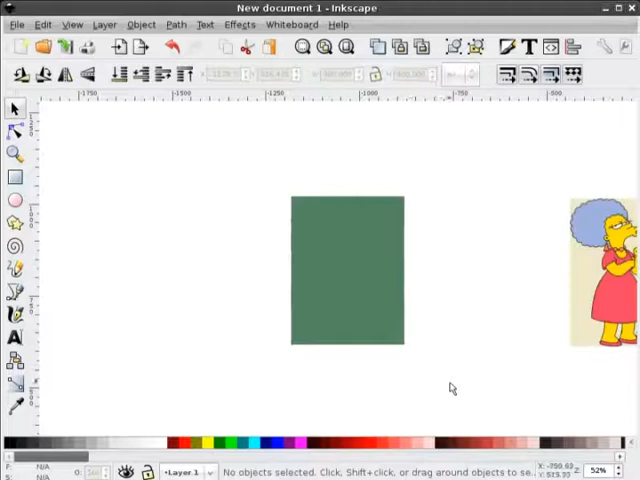 New document 1 - Inkscape
File Edit View Layer Object Path Text Effects Whiteboard Help
-1750 -1500 -1250 -1000 -750 -500
A
F: N/A
S: N/A
O:
Layer 1
No objects selected. Click, Shift+click, or drag around objects to se...
X:
Y:
Z: 52%